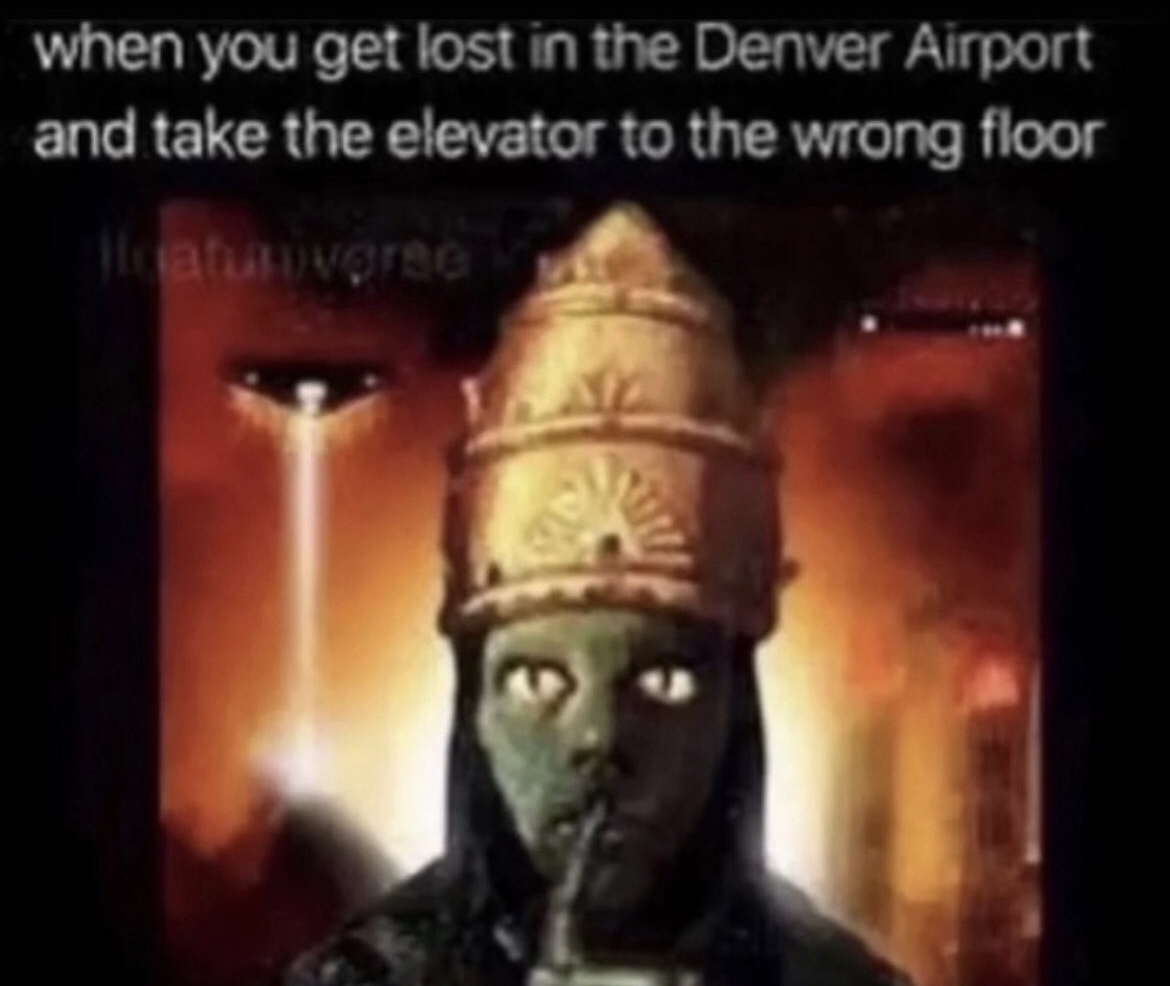 when you get lost in the Denver Airport
and take the elevator to the wrong floor